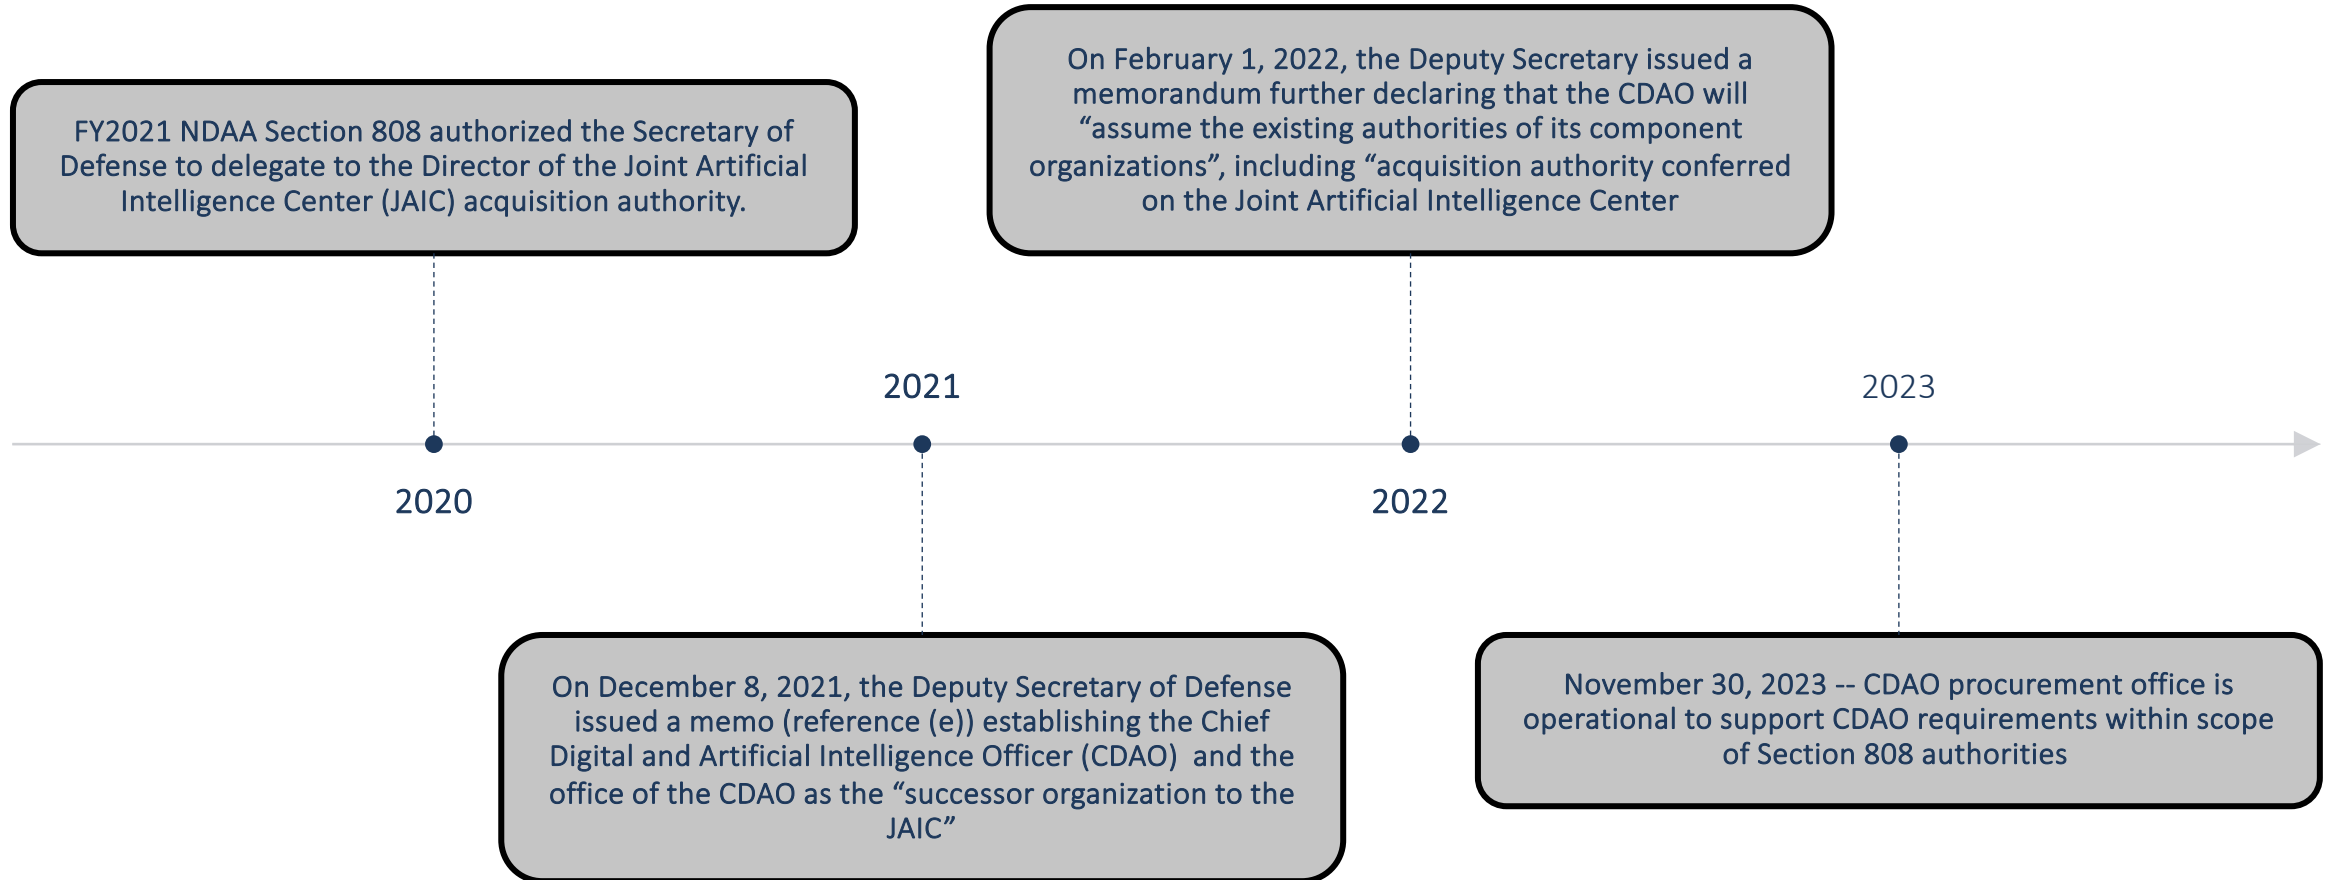 FY2021 NDAA Section 808 authorized the Secretary of
Defense to delegate to the Director of the Joint Artificial
Intelligence Center (JAIC) acquisition authority.
On February 1, 2022, the Deputy Secretary issued a
memorandum further declaring that the CDAO will
“assume the existing authorities of its component
organizations”, including “acquisition authority conferred
on the Joint Artificial Intelligence Center
2021
2023
2020
2022
On December 8, 2021, the Deputy Secretary of Defense
issued a memo (reference (e)) establishing the Chief
Digital and Artificial Intelligence Officer (CDAO)  and the
office of the CDAO as the “successor organization to the
JAIC”
November 30, 2023 -- CDAO procurement office is
operational to support CDAO requirements within scope
of Section 808 authorities